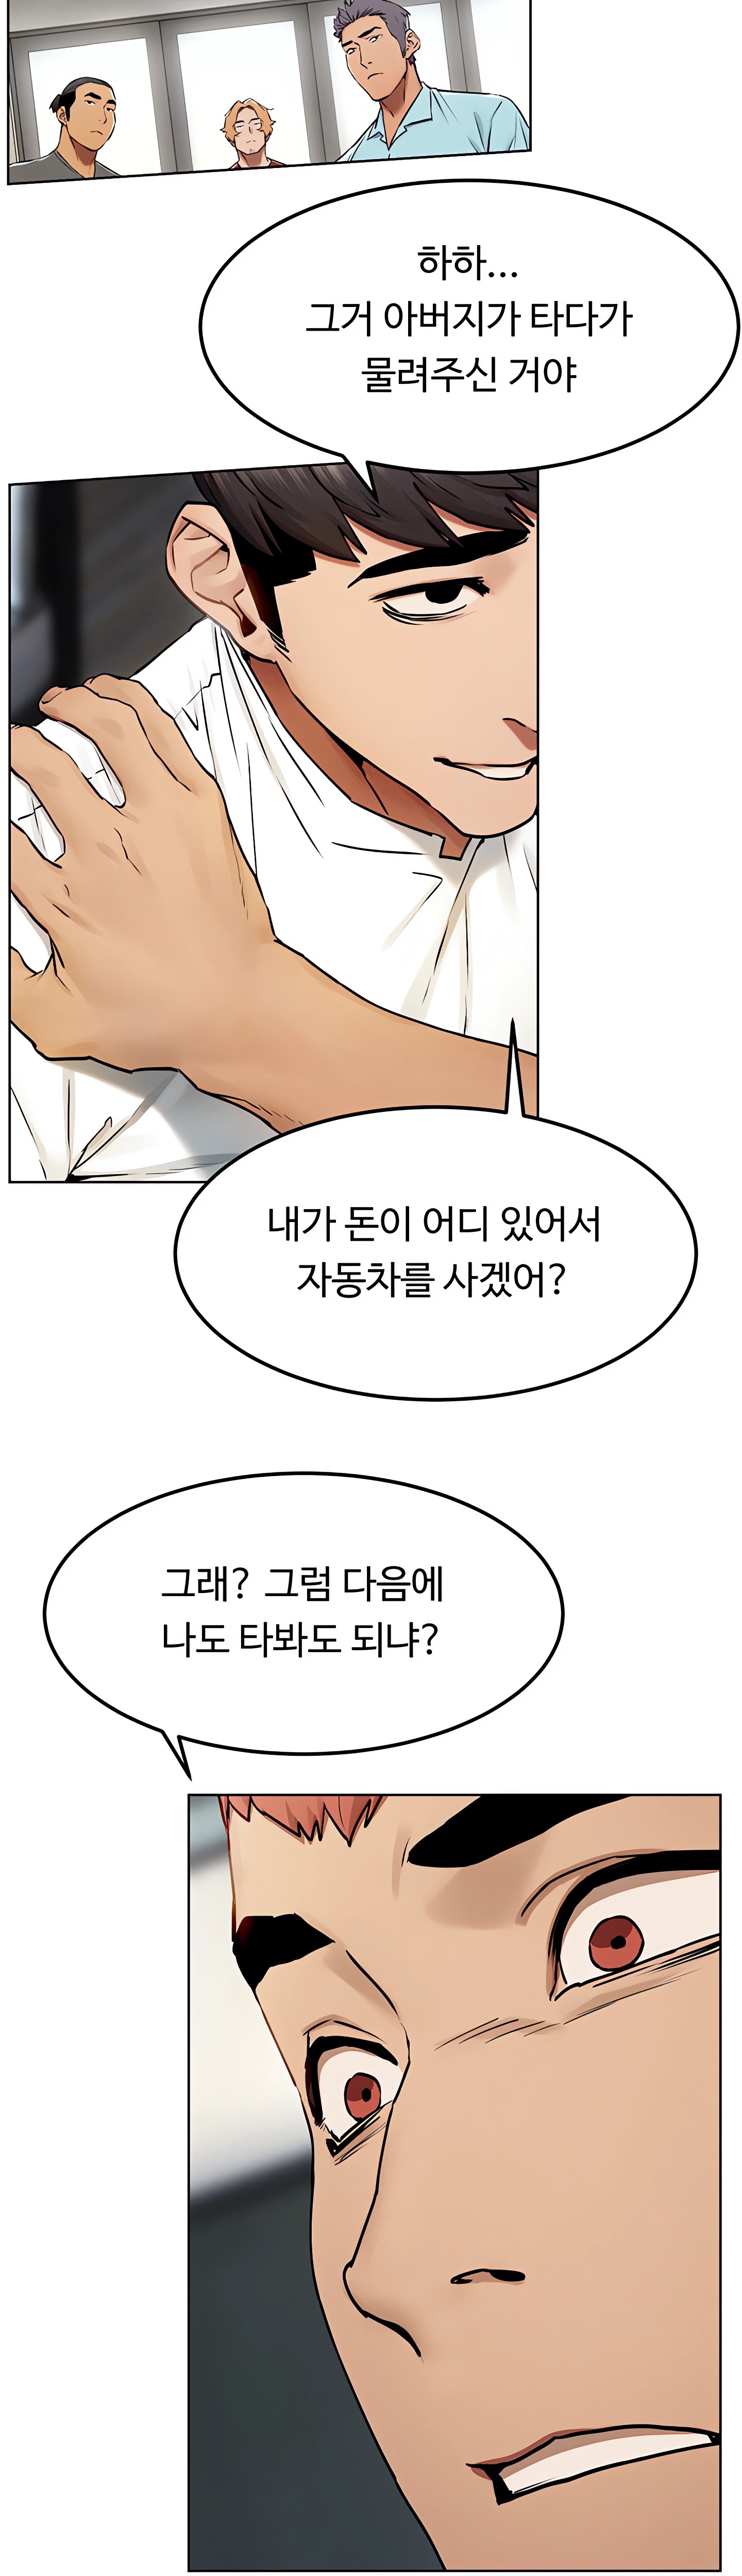 하하...
그거 아버지가 타다가
물려주신 거야
내가 돈이 어디 있어서
자동차를 사겠어?
그래? 그럼 다음에
나도 타봐도 되냐?